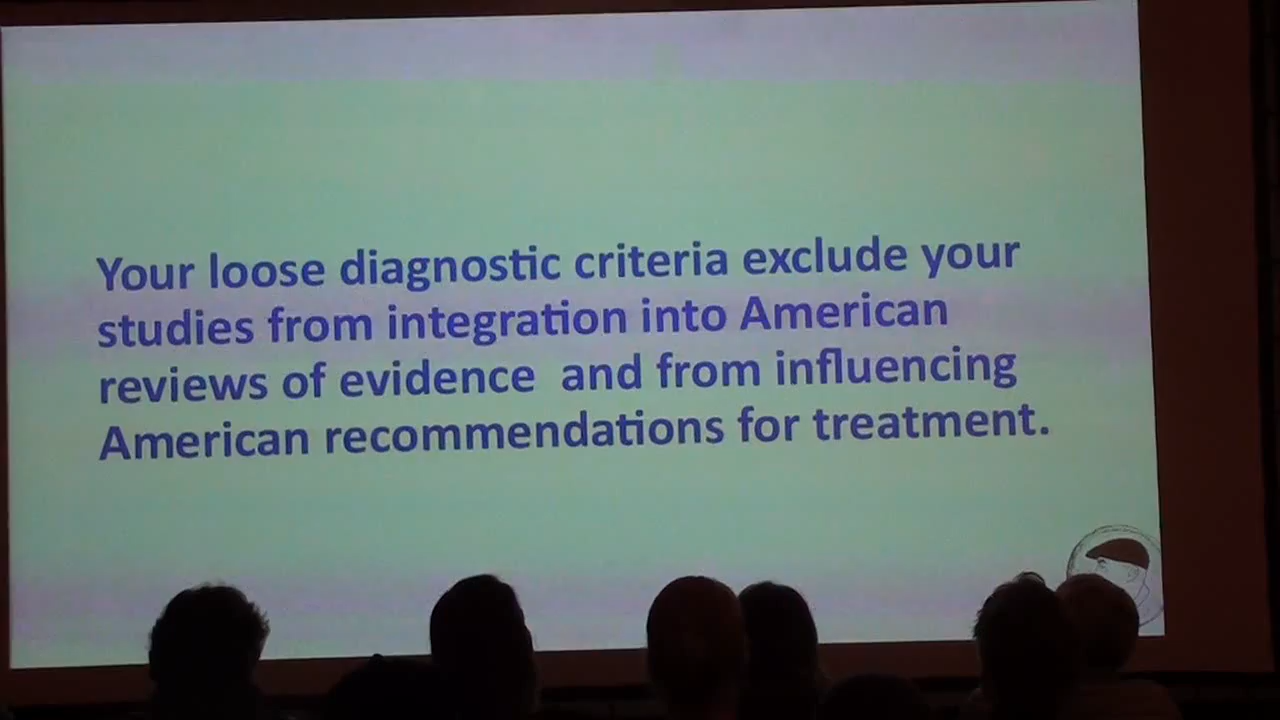 Your loose diagnostic criteria exclude your
studies from integration into American
reviews of evidence  and from influencing
American recommendations for treatment.